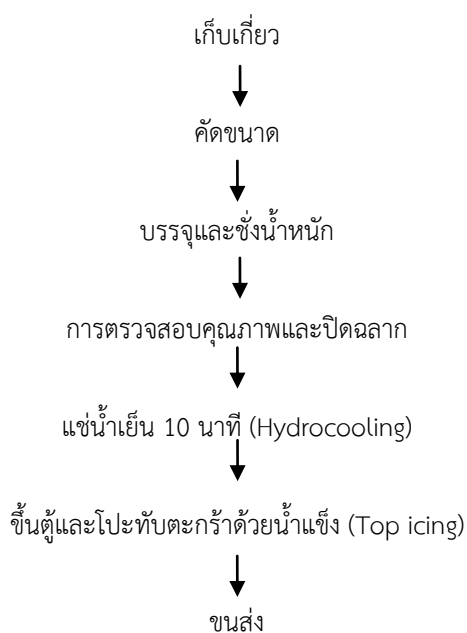 เก็บเกี่ยว
คัดขนาด
บรรจุและชั่งน้ำหนัก
การตรวจสอบคุณภาพและปิดฉลาก
แช่น้ำเย็น 10 นาที (Hydrocooling)
ขึ้นตู้และโปะทับตะกร้าด้วยน้ำแข็ง (Top icing)
ขนส่ง